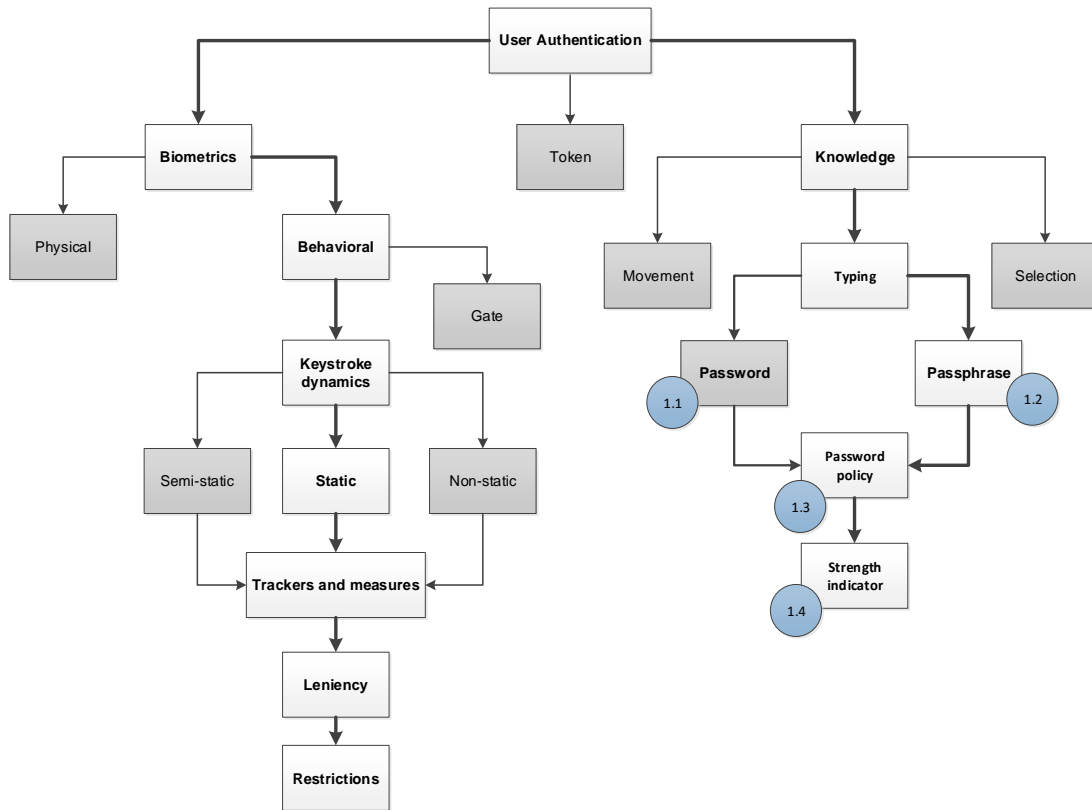 User Authentication
Biometrics
Token
Knowledge
Physical
Behavioral
Movement
Typing
Selection
Gate
Keystroke
dynamics
Password
Passphrase
1.1
1.2
Semi-static
Static
Non-static
Password
policy
1.3
Trackers and measures
Strength
indicator
1.4
Leniency
Restrictions